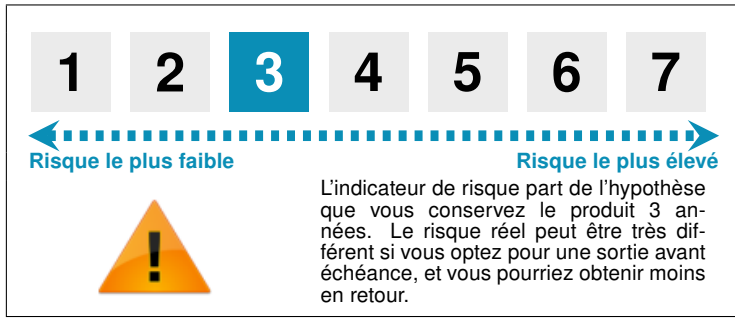 1 2 3 4 5 6 7
Risque le plus faible Risque le plus élevé
L'indicateur de risque part de l'hypothèse
que vous conservez le produit 3 an-
nées. Le risque réel peut être très dif-
férent si vous optez pour une sortie avant
échéance, et vous pourriez obtenir moins
en retour.